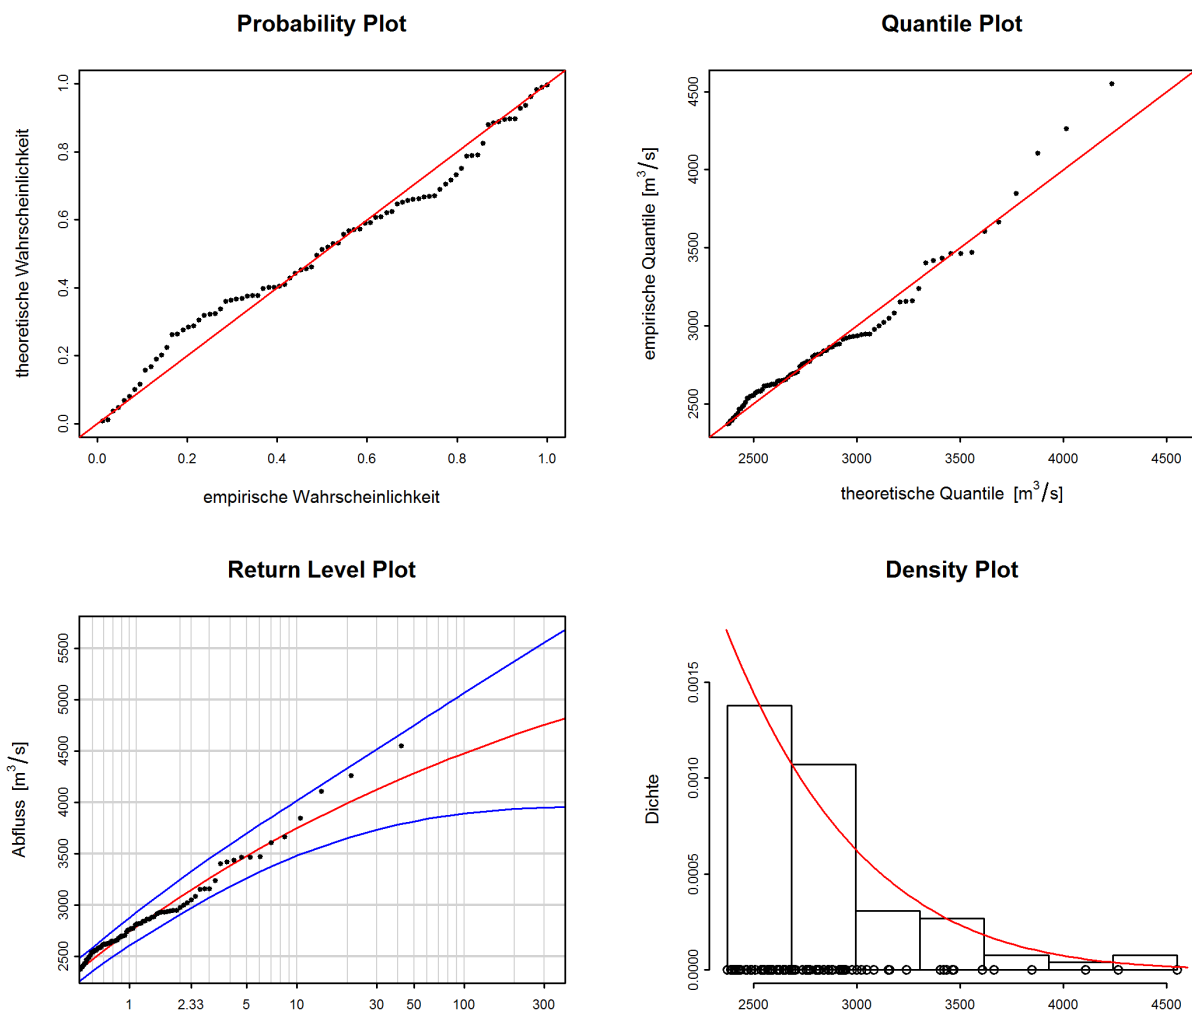 Probability Plot
theoretische Wahrscheinlichkeit
0.0 0.2 0.4 0.6 0.8 1.0
0.0 0.2 0.4 0.6 0.8 1.0
empirische Wahrscheinlichkeit
Quantile Plot
empirische Quantile [m³/s]
2500 3000 3500 4000 4500
2500 3000 3500 4000 4500
theoretische Quantile [m³/s]
Return Level Plot
Abfluss [m³/s]
2500 3000 3500 4000 4500 5000 5500
1 2.33 5 10 30 50 100 300
Density Plot
Dichte
0.0000 0.0005 0.0010 0.0015
2500 3000 3500 4000 4500